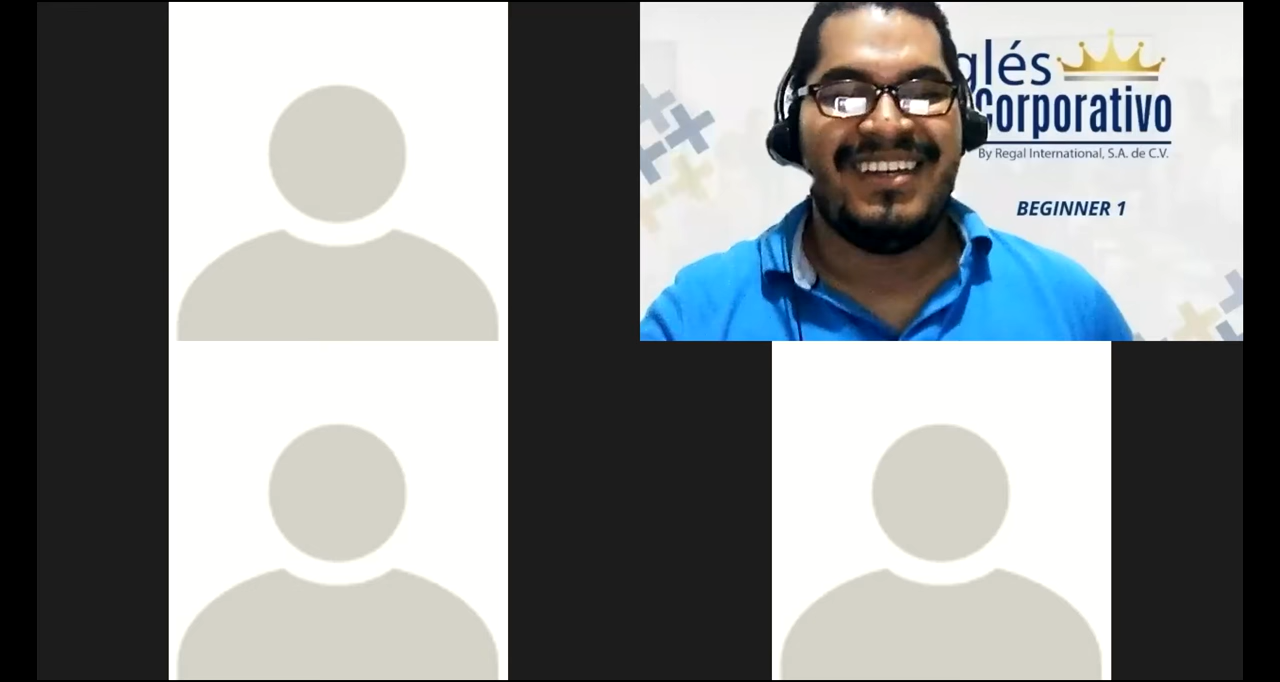 glés
Corporativo
By Regal International, S.A. de C.V.
BEGINNER 1